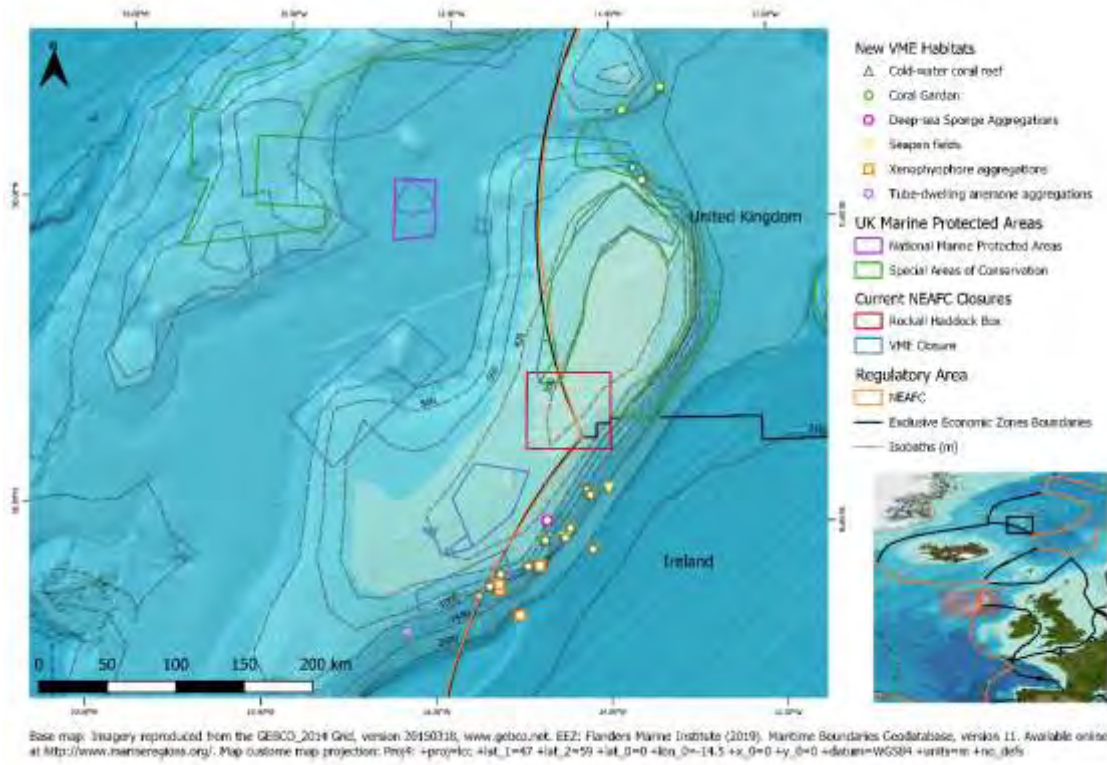 New VME Habitats
Cold-water coral reef
Coral Garden
Deep-sea Sponge Aggregations
Seapen fields
Xenophyophore aggregations
Tube-dwelling anemone aggregations
UK Marine Protected Areas
National Marine Protected Areas
Special Areas of Conservation
Current NEAFC Closures
Rockall Haddock Box
VME Closure
Regulatory Area
NEAFC
Exclusive Economic Zones Boundaries
Isobaths (m)
United Kingdom
Ireland
0 50 100 150 200 km
Base map: Imagery reproduced from the GEBCO_2014 Grid, version 20150318, www.gebco.net. EEZ: Flanders Marine Institute (2019). Maritime Boundaries Geodatabase, version 11. Available online
at http://www.marineregions.org/. Map custome map projection: Proj4: +proj=lcc +lat_1=47 +lat_2=59 +lat_0=0 +lon_0=-14.5 +x_0=0 +y_0=0 +datum=WGS84 +units=m +no_defs